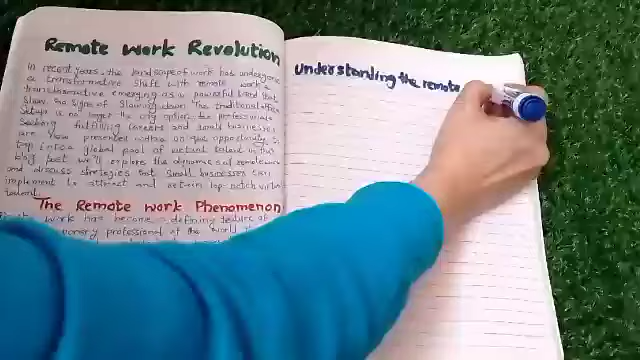 Remote Work Revolution
In recent years, the landscape of work has undergone
a transformative shift with remote work's
emerging as a powerful trend that
show no signs of slowing down. The traditional office
setup is no longer the only option for professionals
seeking fulfilling careers and small businesses
are now presented with a unique opportunity to
tap into a global pool of talent in this
blog post we'll explore the dynamics of remote work
and discuss strategies that small businesses can
implement to attract and retain top-notch virtual
talent.
The Remote Work Phenomenon
work has become a defining feature of
professional of the world
understanding the remote